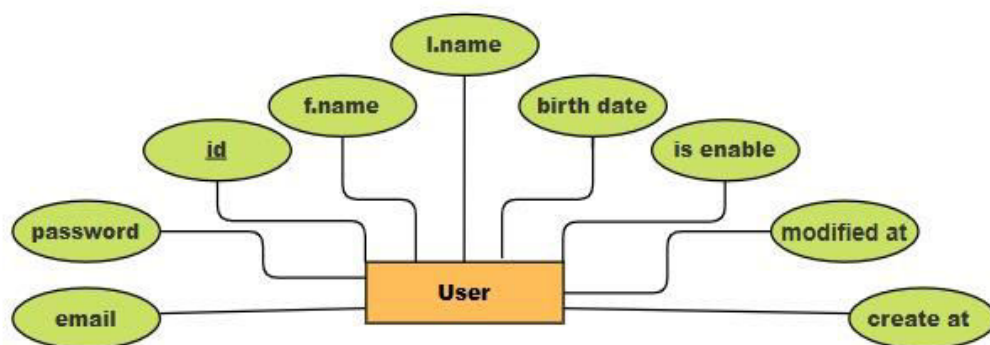 l.name
f.name
birth date
id
is enable
password
modified at
User
email
create at